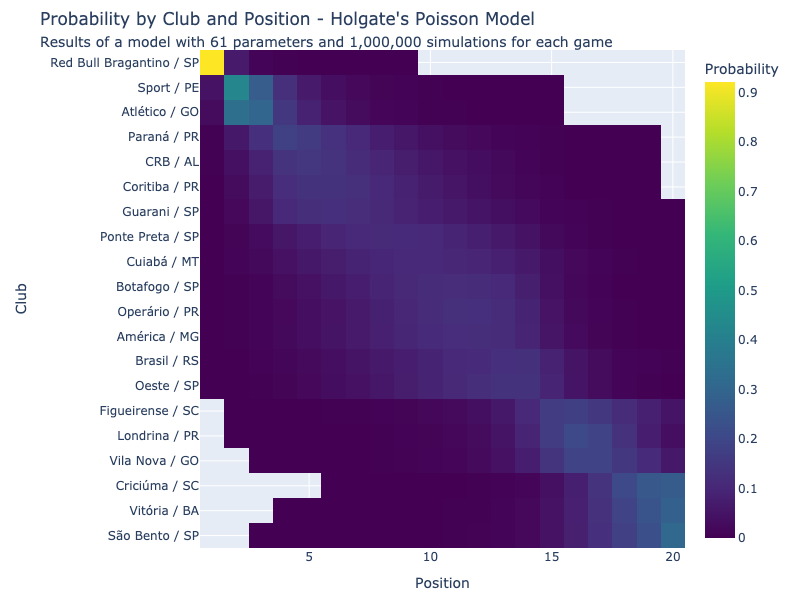 Probability by Club and Position - Holgate's Poisson Model
Results of a model with 61 parameters and 1,000,000 simulations for each game
Probability
Club
Red Bull Bragantino / SP
Sport / PE
Atlético / GO
Paraná / PR
CRB / AL
Coritiba / PR
Guarani / SP
Ponte Preta / SP
Cuiabá / MT
Botafogo / SP
Operário / PR
América / MG
Brasil / RS
Oeste / SP
Figueirense / SC
Londrina / PR
Vila Nova / GO
Criciúma / SC
Vitória / BA
São Bento / SP
0.9
0.8
0.7
0.6
0.5
0.4
0.3
0.2
0.1
0
5
10
15
20
Position